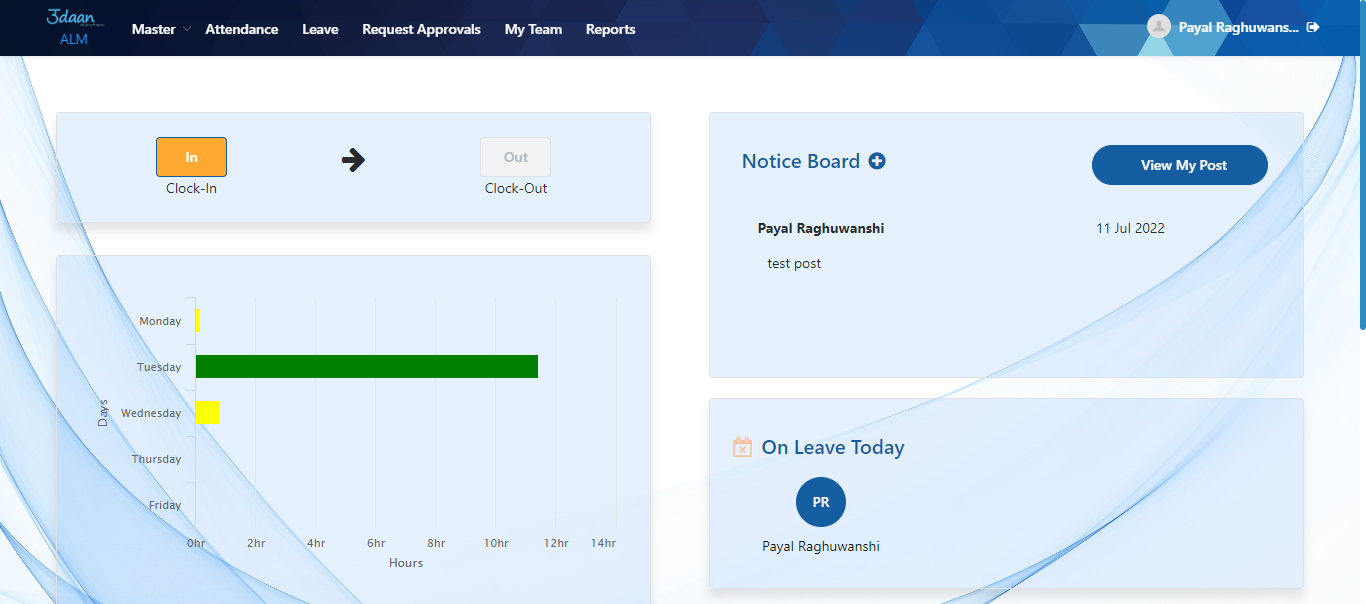 3daan
ALM
Master
Attendance
Leave
Request Approvals
My Team
Reports
Payal Raghuwans...
In
Clock-In
Out
Clock-Out
Notice Board
View My Post
Payal Raghuwanshi
11 Jul 2022
test post
Monday
Tuesday
Wednesday
Thursday
Friday
Days
0hr 2hr 4hr 6hr 8hr 10hr 12hr 14hr
Hours
On Leave Today
PR
Payal Raghuwanshi